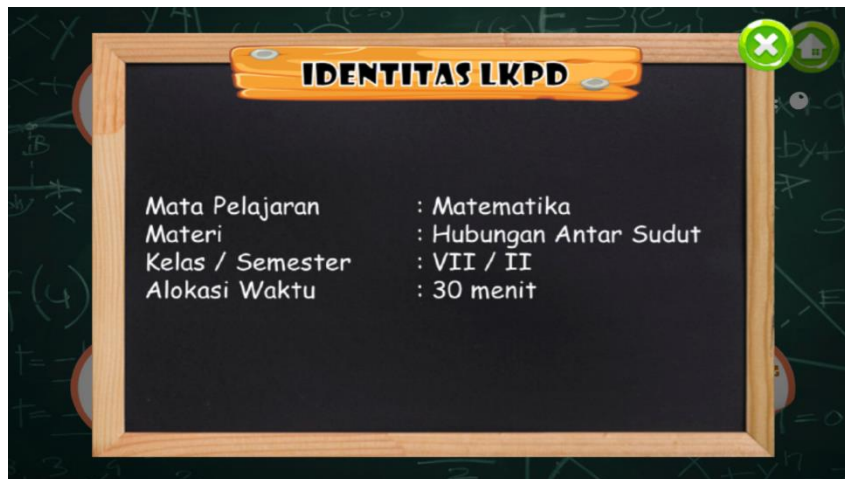 IDENTITAS LKPD
Mata Pelajaran : Matematika
Materi : Hubungan Antar Sudut
Kelas / Semester : VII / II
Alokasi Waktu : 30 menit